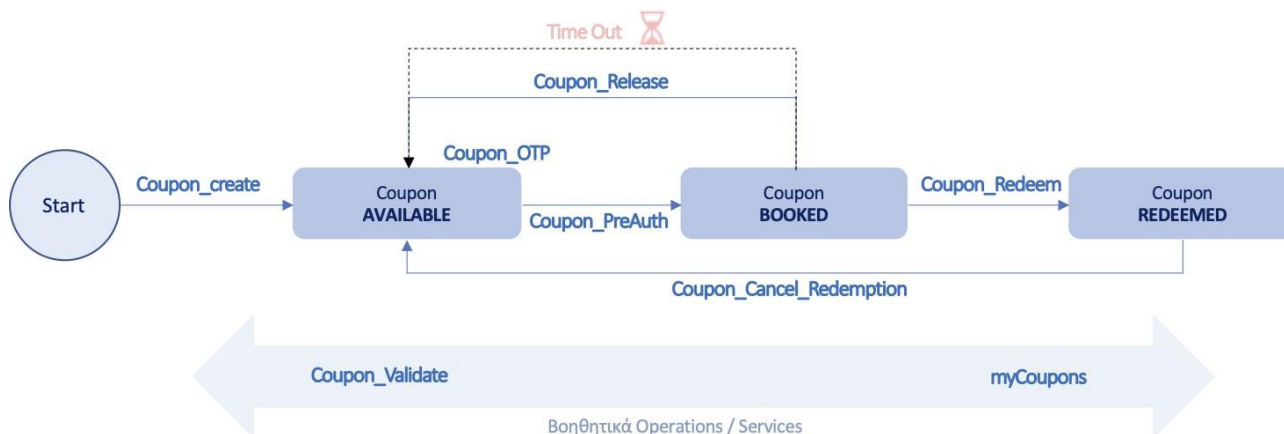 Time Out
Coupon_Release
Coupon_OTP
Start
Coupon_create
Coupon
AVAILABLE
Coupon_PreAuth
Coupon
BOOKED
Coupon_Redeem
Coupon
REDEEMED
Coupon_Cancel_Redemption
Coupon_Validate
myCoupons
Βοηθητικά Operations / Services